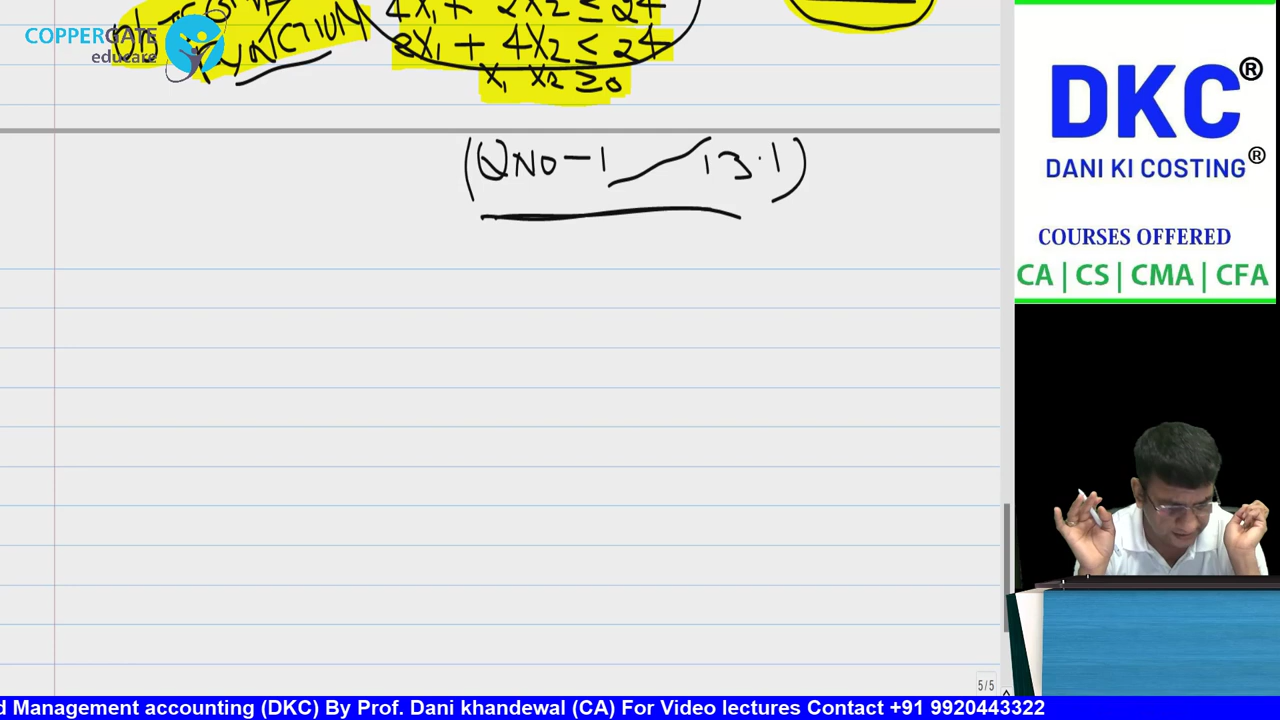 COPPERGATE
educare
OBJECTIVE
FUNCTION
4X₁ + 2X₂ ≤ 24
2X₁ + 4X₂ ≤ 24
X₁ X₂ ≥ 0
(QNO-1 / 13.1)
DKC®
DANI KI COSTING®
COURSES OFFERED
CA | CS | CMA | CFA
5/5
d Management accounting (DKC) By Prof. Dani khandewal (CA) For Video lectures Contact +91 9920443322